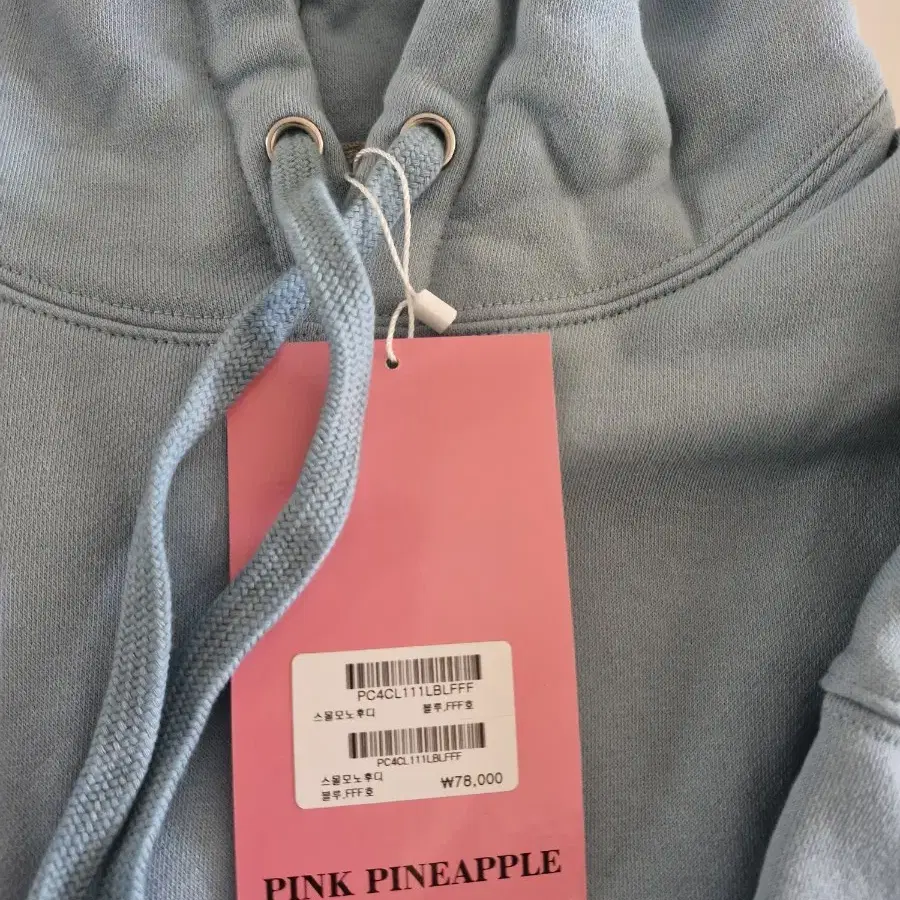 PC4CL111LBLFFF
스몰모노후디 블루,FFF호
PC4CL111LBLFFF
스몰모노후디
블루,FFF호 ₩78,000
PINK PINEAPPLE